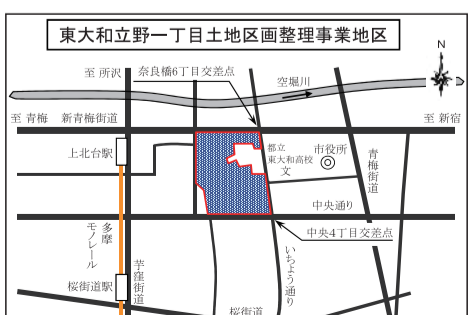 東大和立野一丁目土地区画整理事業地区
N
至 所沢
奈良橋6丁目交差点
空堀川
至 青梅
新青梅街道
至 新宿
上北台駅
都立
東大和高校
文
市役所
青梅街道
中央通り
中央4丁目交差点
多摩
モノレール
いちょう通り
芋窪街道
桜街道駅
桜街道